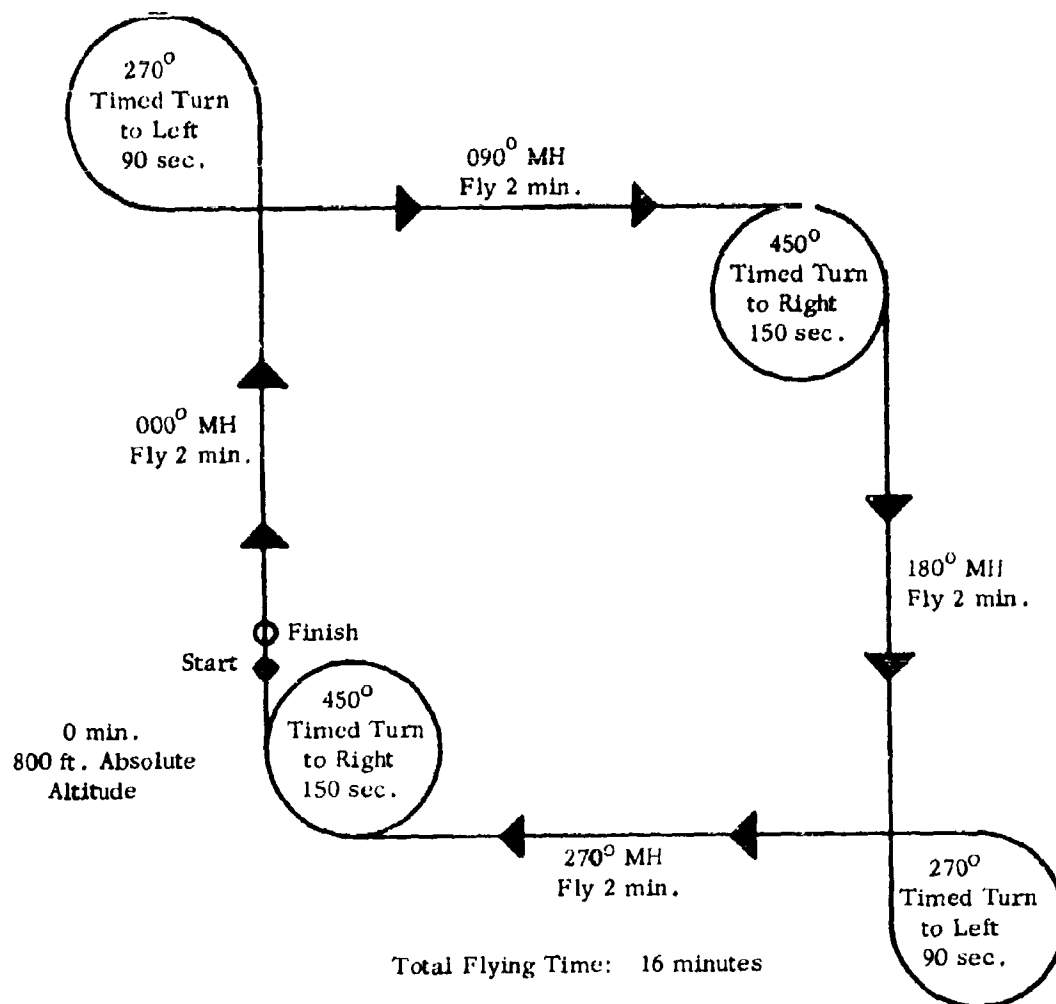 270°
Timed Turn
to Left
90 sec.
090° MH
Fly 2 min.
450°
Timed Turn
to Right
150 sec.
000° MH
Fly 2 min.
180° MH
Fly 2 min.
Finish
Start
0 min.
800 ft. Absolute
Altitude
450°
Timed Turn
to Right
150 sec.
270° MH
Fly 2 min.
270°
Timed Turn
to Left
90 sec.
Total Flying Time: 16 minutes